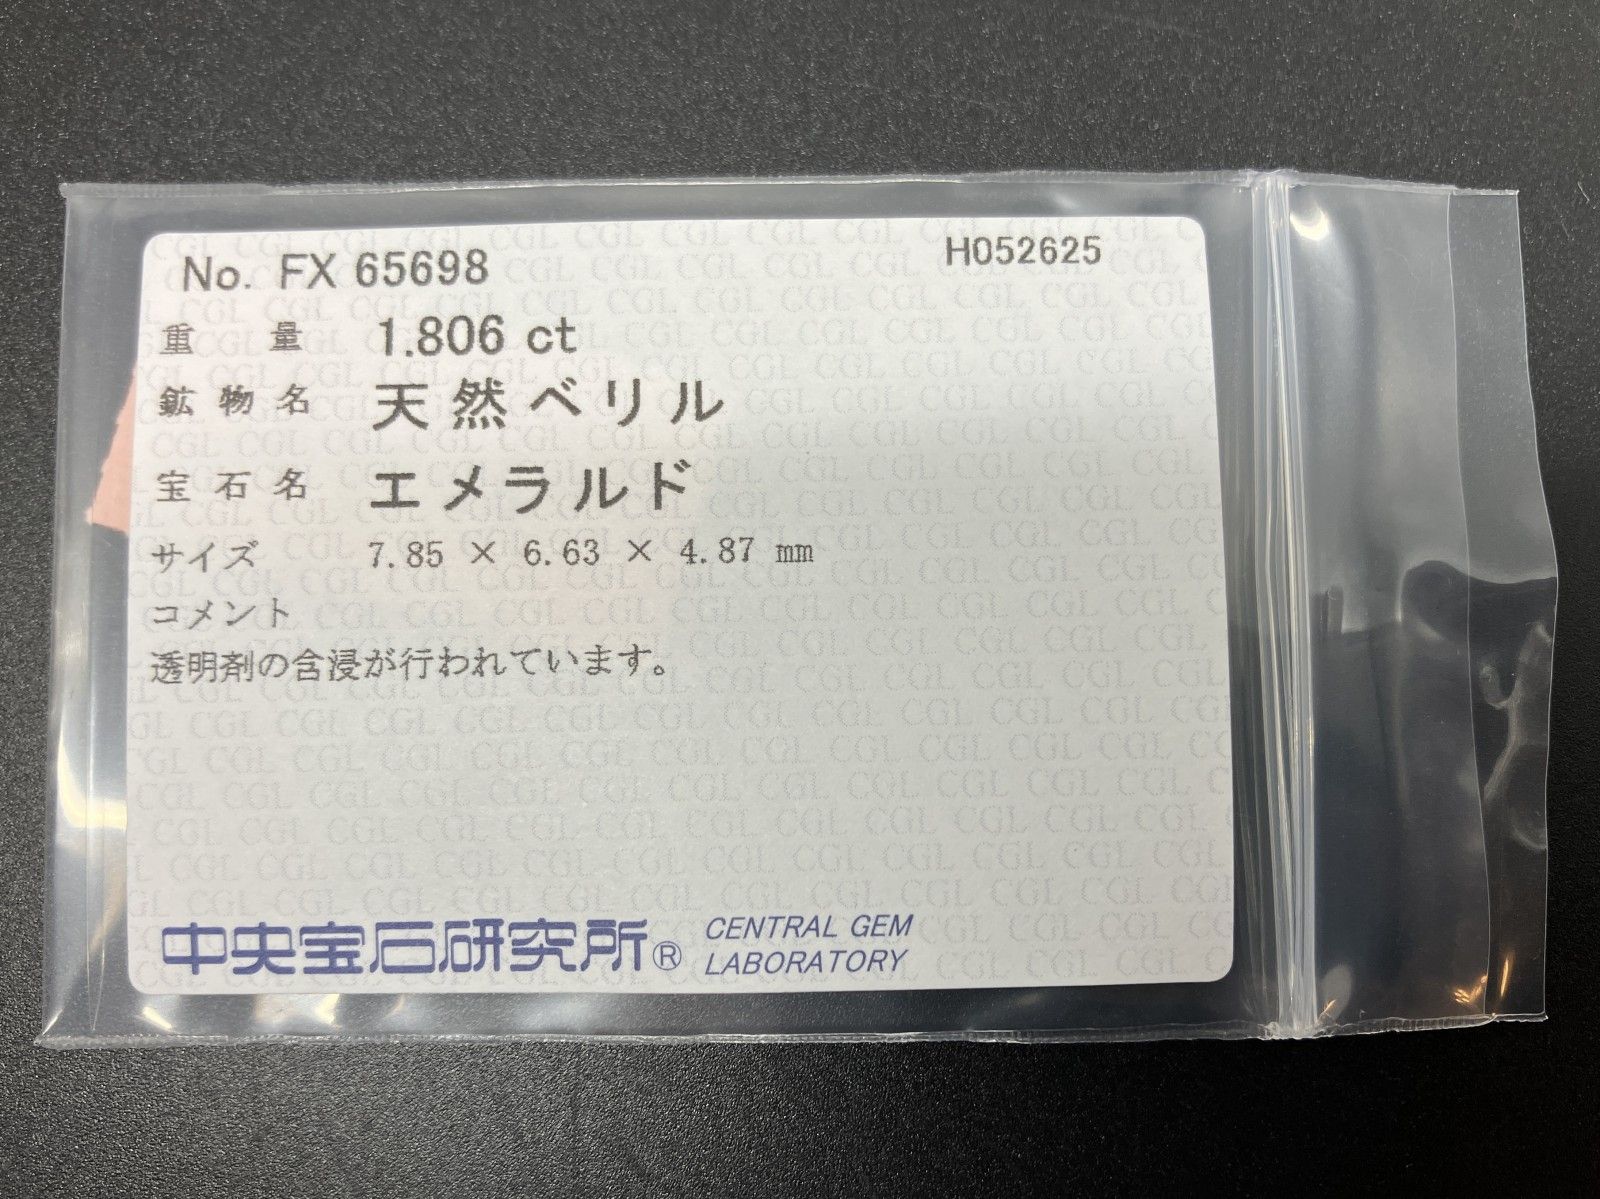 No. FX 65698 H052625
重量 1.806 ct
鉱物名 天然ベリル
宝石名 エメラルド
サイズ 7.85 × 6.63 × 4.87 mm
コメント
透明剤の含浸が行われています。
中央宝石研究所® CENTRAL GEM
LABORATORY